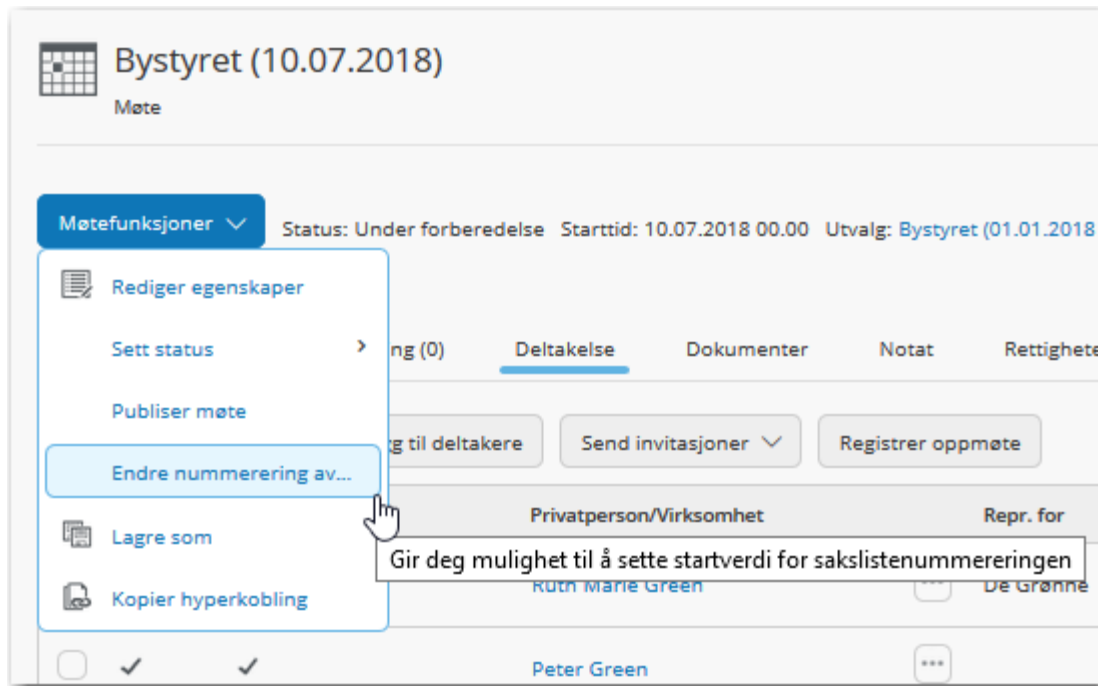 Bystyret (10.07.2018)
Møte
Møtefunksjoner
Status: Under forberedelse Starttid: 10.07.2018 00.00 Utvalg: Bystyret (01.01.2018
Rediger egenskaper
Sett status
ng (0) Deltakelse Dokumenter Notat Rettighete
Publiser møte
g til deltakere Send invitasjoner Registrer oppmøte
Endre nummerering av...
Privatperson/Virksomhet Repr. for
Lagre som
Gir deg mulighet til å sette startverdi for sakslistenummereringen
Ruth Marie Green ... De Grønne
Kopier hyperkobling
Peter Green ...